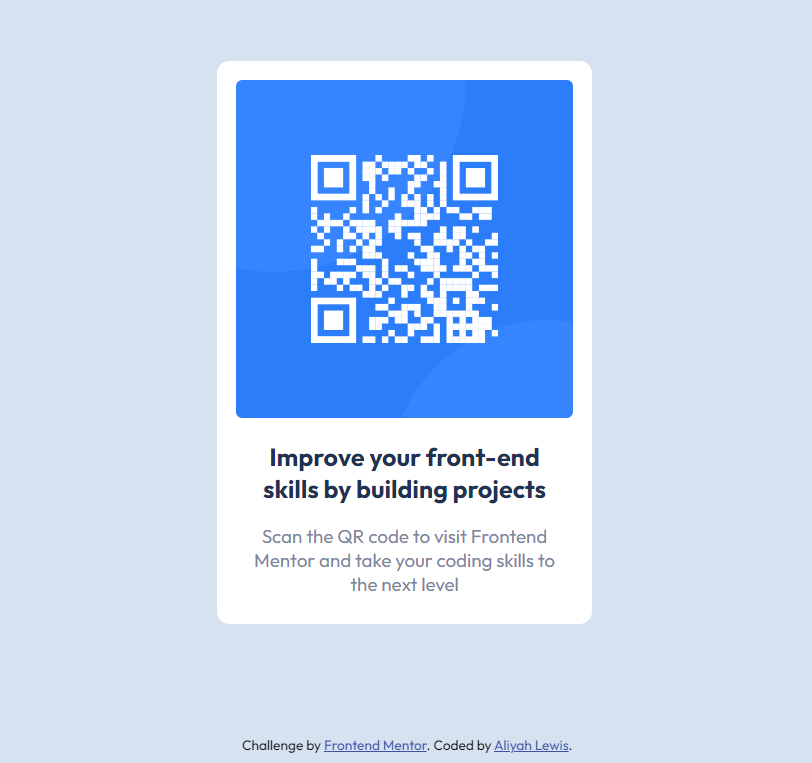 Improve your front-end
skills by building projects
Scan the QR code to visit Frontend
Mentor and take your coding skills to
the next level
Challenge by Frontend Mentor. Coded by Aliyah Lewis.